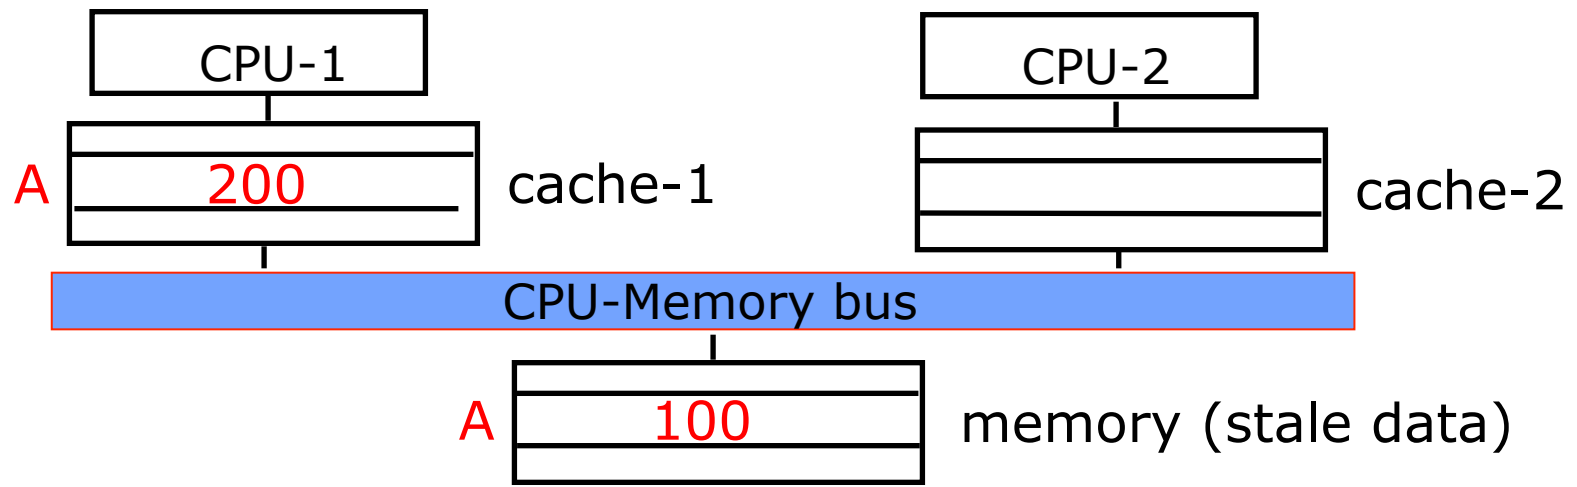 CPU-1
CPU-2
A 200 cache-1
cache-2
CPU-Memory bus
A 100 memory (stale data)